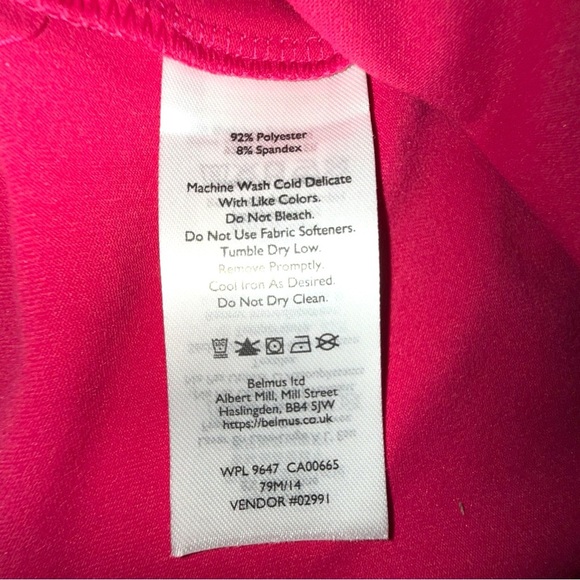 92% Polyester
8% Spandex
Machine Wash Cold Delicate
With Like Colors.
Do Not Bleach.
Do Not Use Fabric Softeners.
Tumble Dry Low.
Remove Promptly.
Cool Iron As Desired.
Do Not Dry Clean.
Belmus ltd
Albert Mill, Mill Street
Haslingden, BB4 5JW
https://belmus.co.uk
WPL 9647 CA00665
79M/14
VENDOR #02991